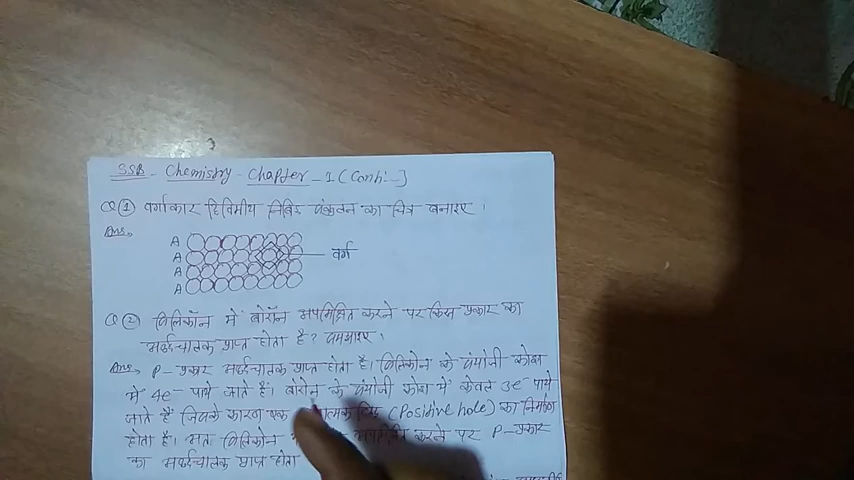 SSB - Chemistry - Chapter - 1 (Conti-)
Q① वर्गाकार द्विविमीय निबिड संकुलन का चित्र बनाइए।
Ans,
A
A वर्ग
A
A
Q② सिलिकॉन में बोरॉन अपमिश्रित करने पर किस प्रकार का
अर्द्धचालक प्राप्त होता है? समझाइए।
Ans, P-प्रकार अर्द्धचालक प्राप्त होता है। सिलिकॉन के संयोजी कोश
में 4e⁻ पाये जाते हैं। बोरॉन के संयोजी कोश में केवल 3e⁻ पाये
जाते हैं जिसके कारण एक (Positive hole) का निर्माण
होता है। अतः सिलिकॉन अपमिश्रित करने पर P-प्रकार
का अर्द्धचालक प्राप्त होता